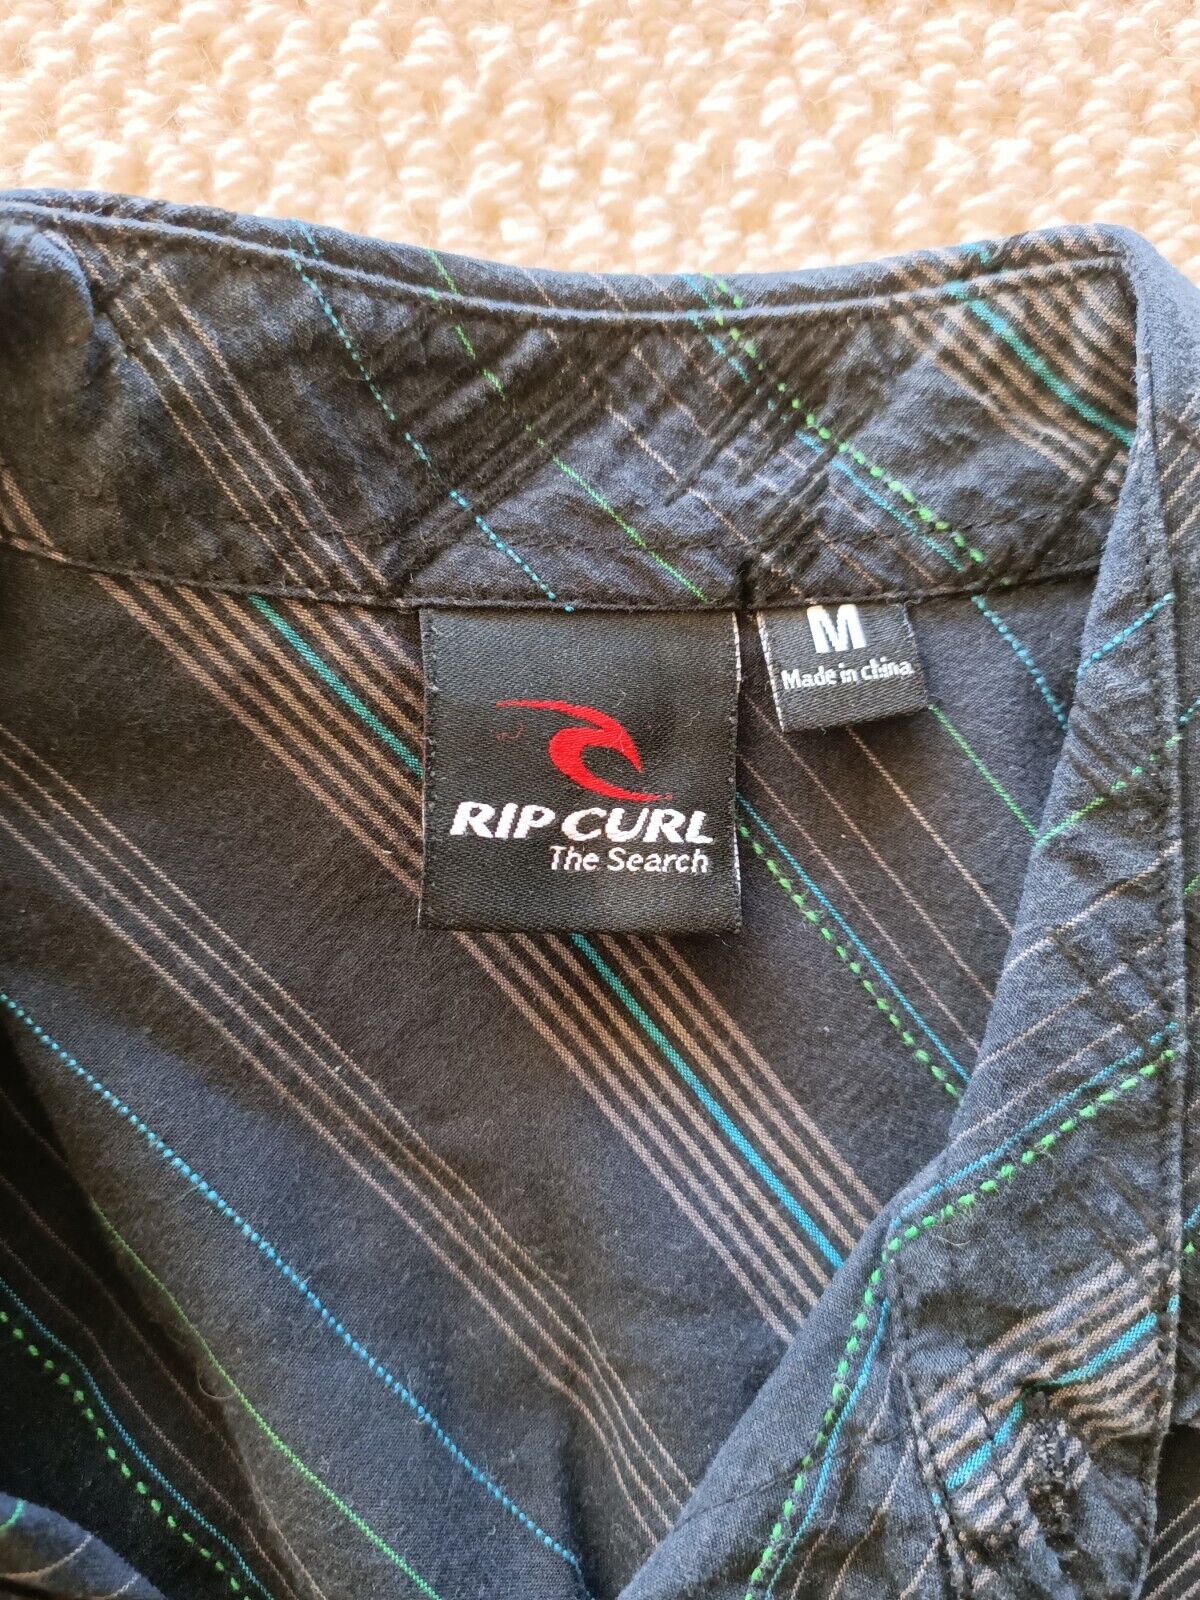 M
Made in china
RIP CURL
The Search